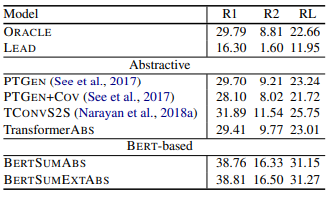 Model R1 R2 RL
ORACLE 29.79 8.81 22.66
LEAD 16.30 1.60 11.95
Abstractive
PTGEN (See et al., 2017) 29.70 9.21 23.24
PTGEN+COV (See et al., 2017) 28.10 8.02 21.72
TCONVS2S (Narayan et al., 2018a) 31.89 11.54 25.75
TransformerABS 29.41 9.77 23.01
BERT-based
BERTSUMABS 38.76 16.33 31.15
BERTSUMEXTABS 38.81 16.50 31.27